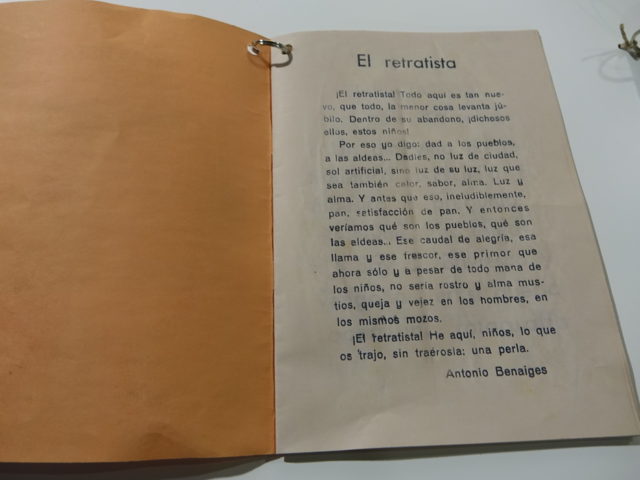 El retratista
¡El retratista! Todo aquí es tan nue-
vo, que todo, la menor cosa levanta jú-
bilo. Dentro de su abandono, ¡dichosos
ellos, estos niños!
Por eso yo digo: dad a los pueblos,
a las aldeas... Dadles, no luz de ciudad,
sol artificial, sino luz de su luz, luz que
sea también calor, sabor, alma. Luz y
alma. Y antes que eso, ineludiblemente,
pan, satisfacción de pan. Y entonces
veríamos qué son los pueblos, qué son
las aldeas... Ese caudal de alegría, esa
llama y ese frescor, ese primor que
ahora sólo y a pesar de todo mana de
los niños, no seria rostro y alma mus-
tios, queja y vejez en los hombres, en
los mismos mozos.
¡El retratista! He aquí, niños, lo que
os trajo, sin traerosla: una perla.
Antonio Benaiges